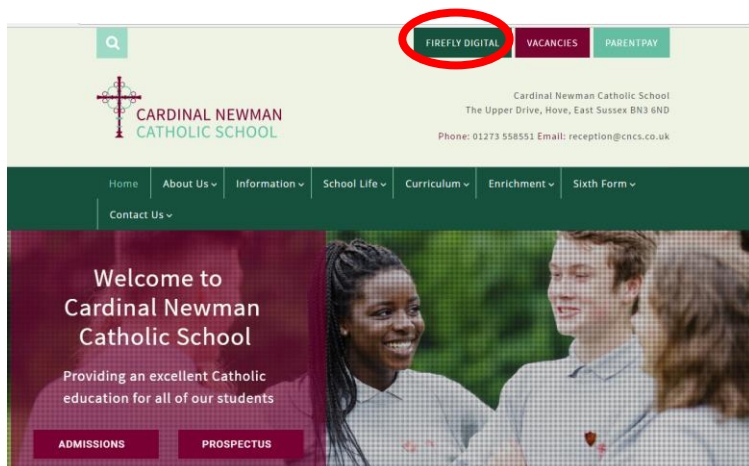 FIREFLY DIGITAL VACANCIES PARENTPAY
CARDINAL NEWMAN
CATHOLIC SCHOOL
Cardinal Newman Catholic School
The Upper Drive, Hove, East Sussex BN3 6ND
Phone: 01273 558551 Email: reception@cncs.co.uk
Home About Us Information School Life Curriculum Enrichment Sixth Form
Contact Us
Welcome to
Cardinal Newman
Catholic School
Providing an excellent Catholic
education for all of our students
ADMISSIONS PROSPECTUS